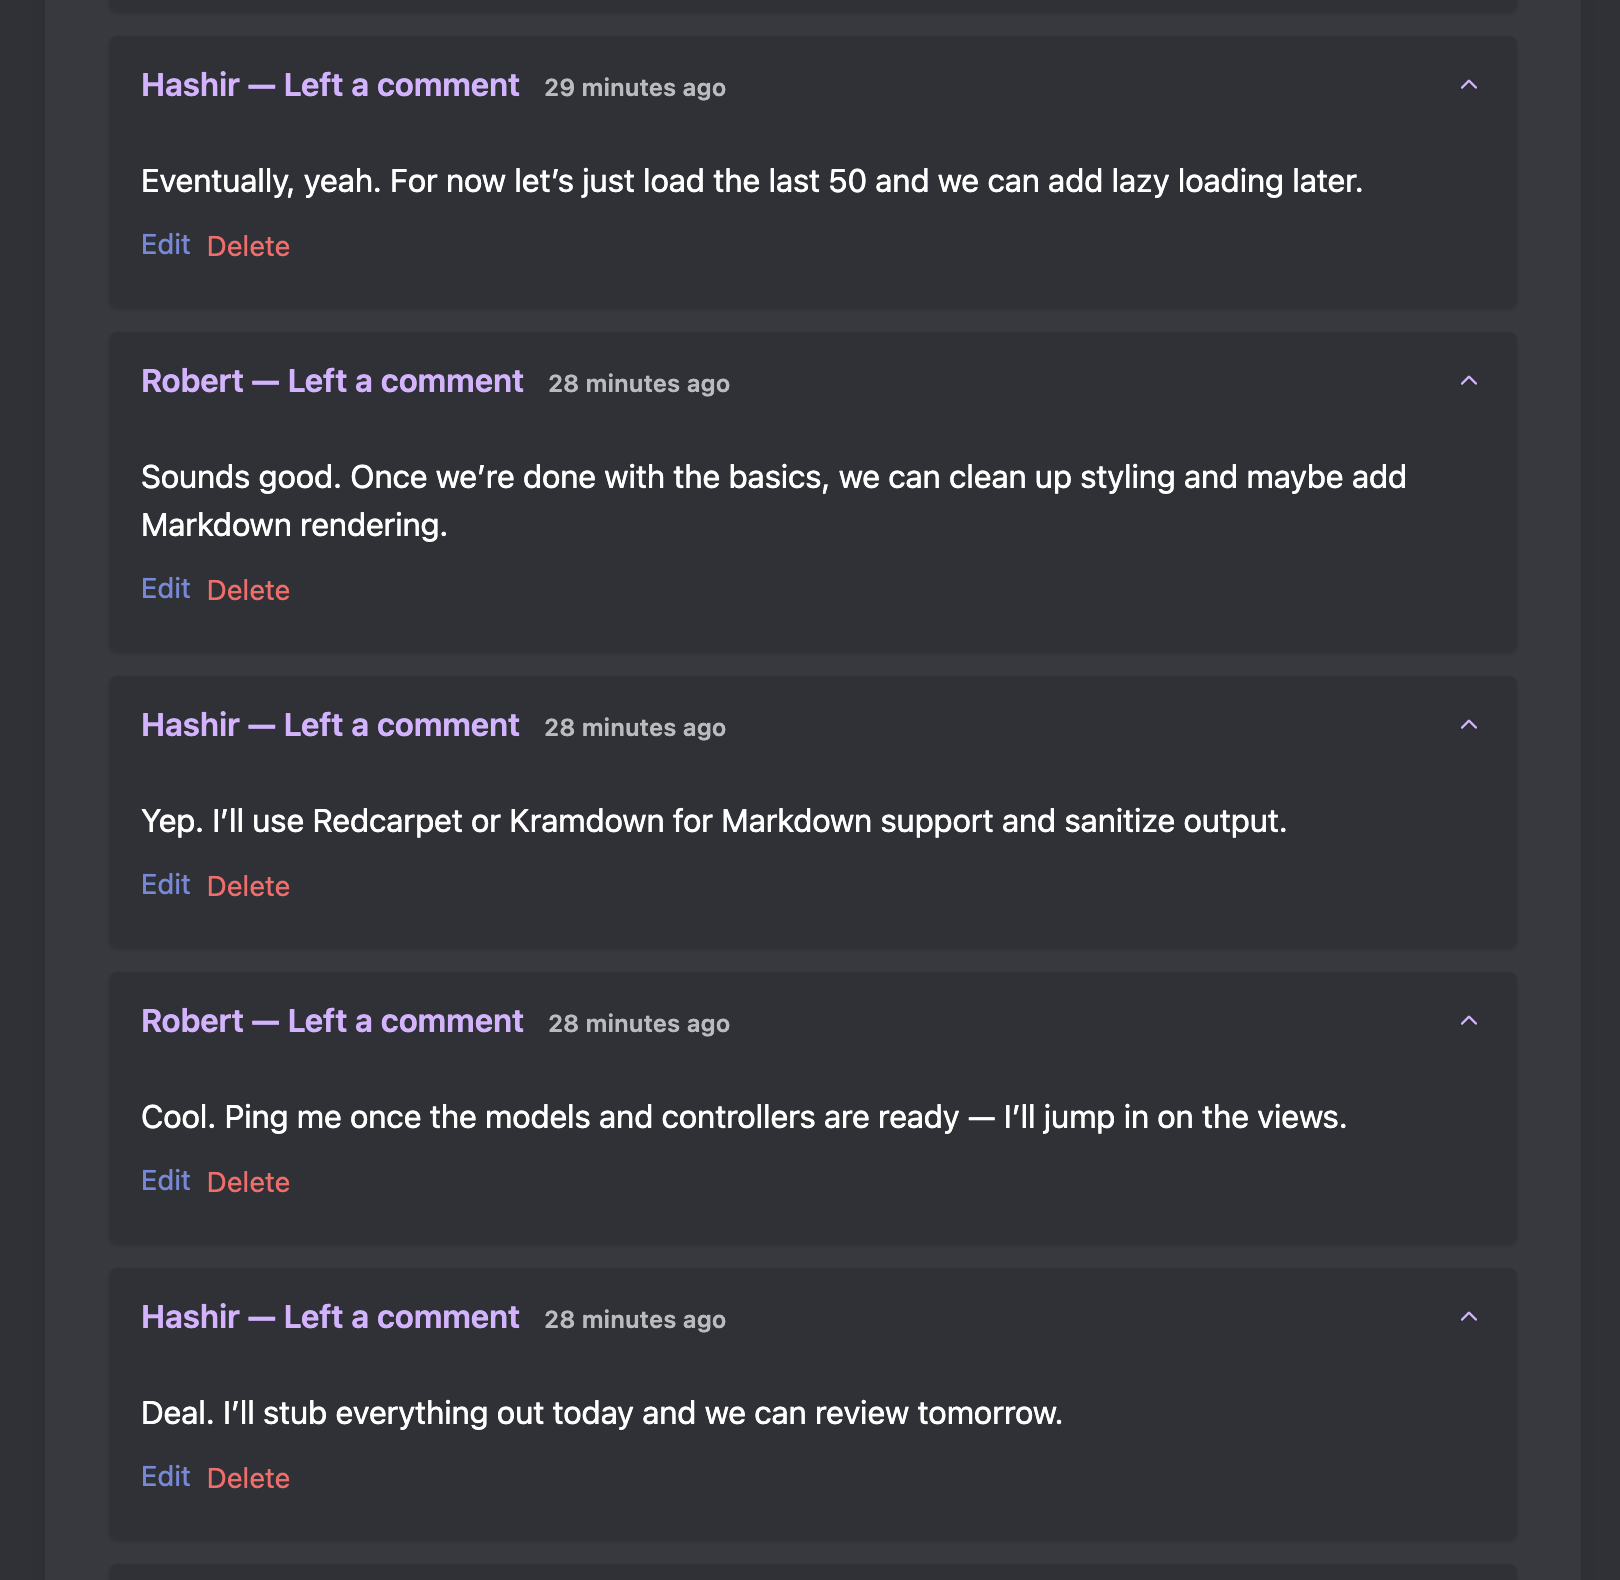 Hashir — Left a comment 29 minutes ago
Eventually, yeah. For now let’s just load the last 50 and we can add lazy loading later.
Edit Delete
Robert — Left a comment 28 minutes ago
Sounds good. Once we’re done with the basics, we can clean up styling and maybe add
Markdown rendering.
Edit Delete
Hashir — Left a comment 28 minutes ago
Yep. I’ll use Redcarpet or Kramdown for Markdown support and sanitize output.
Edit Delete
Robert — Left a comment 28 minutes ago
Cool. Ping me once the models and controllers are ready — I’ll jump in on the views.
Edit Delete
Hashir — Left a comment 28 minutes ago
Deal. I’ll stub everything out today and we can review tomorrow.
Edit Delete